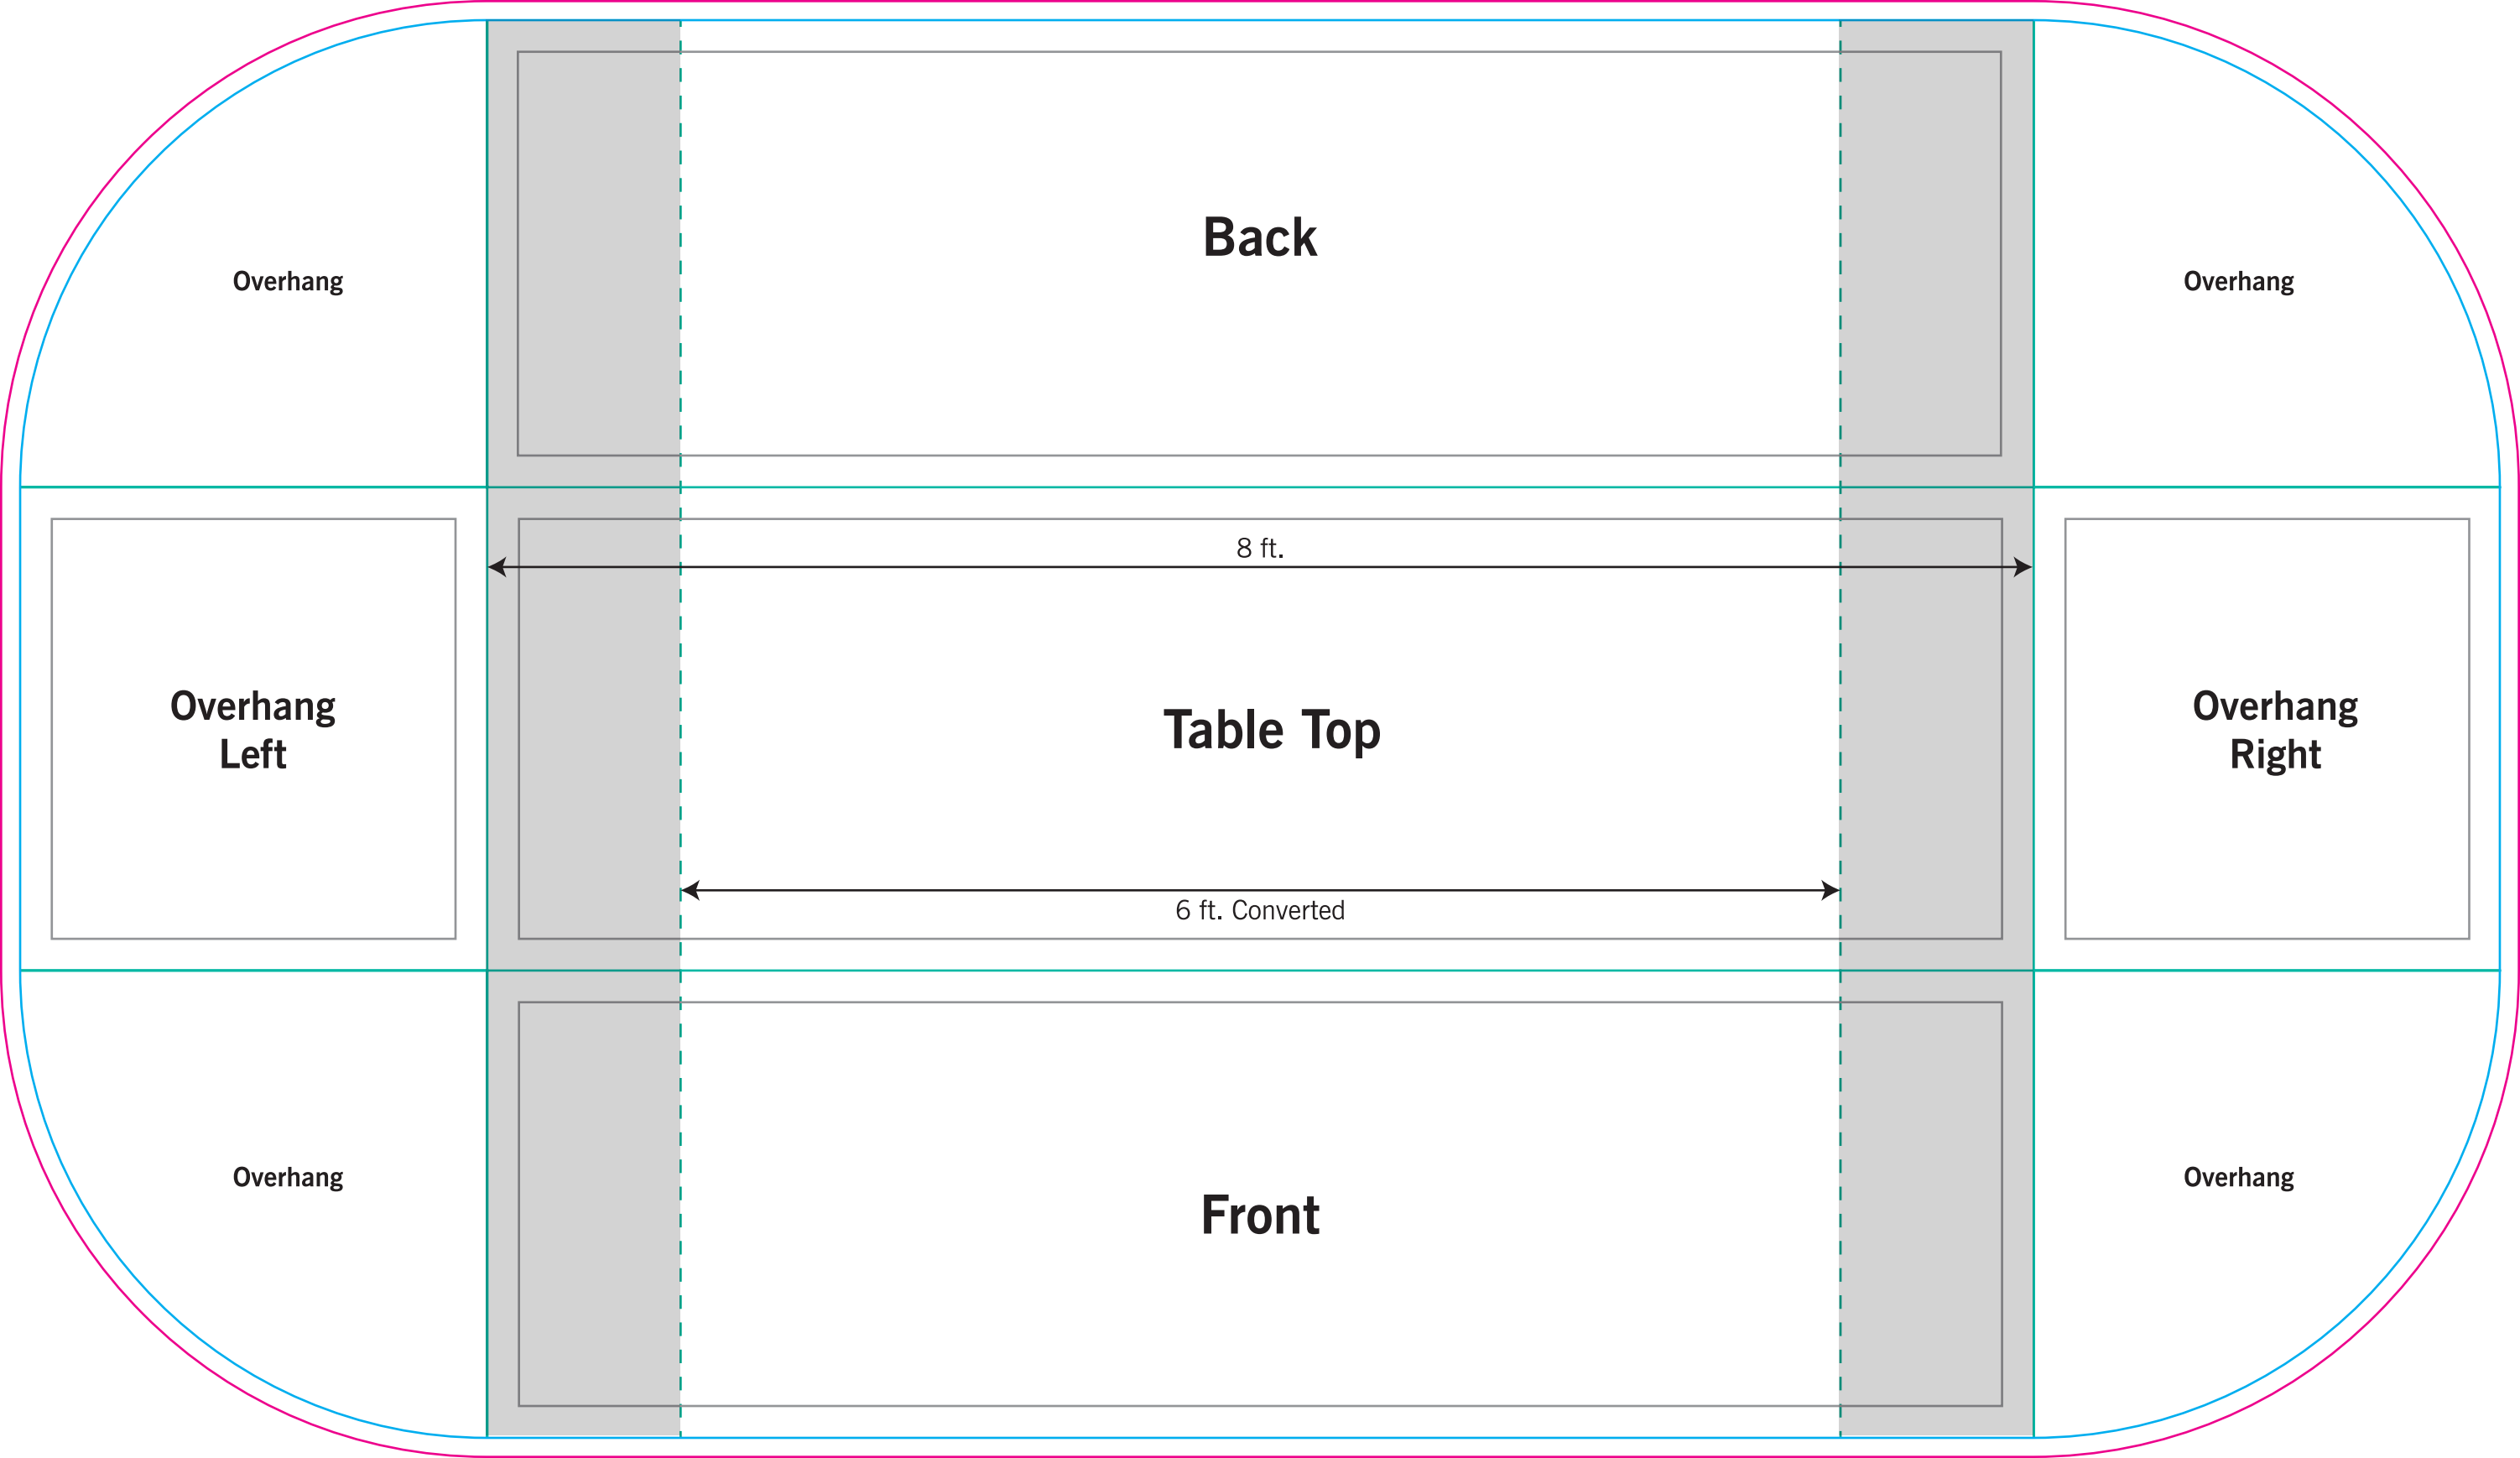 Back
Overhang
Overhang
8 ft.
Overhang
Left
Table Top
Overhang
Right
6 ft. Converted
Overhang
Overhang
Front